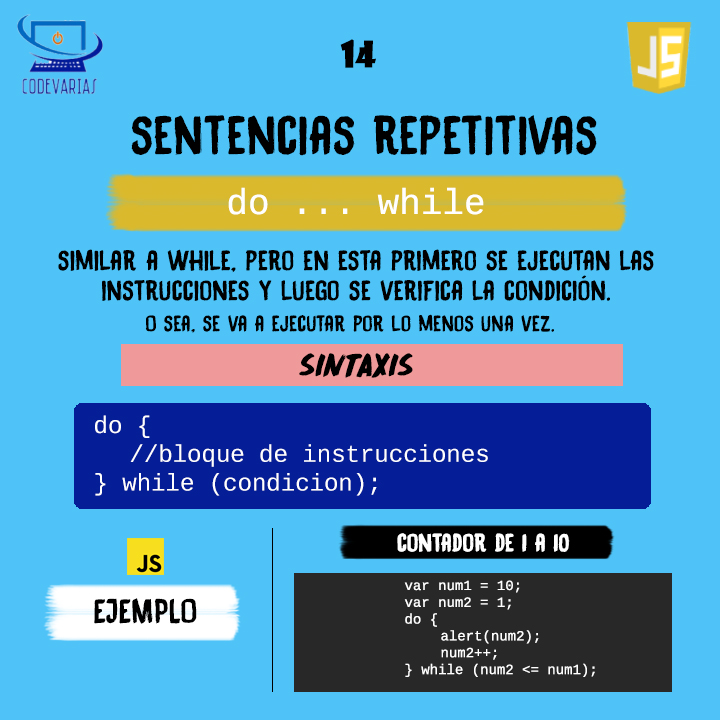 CODEVARIAS
14
JS
SENTENCIAS REPETITIVAS
do ... while
SIMILAR A WHILE, PERO EN ESTA PRIMERO SE EJECUTAN LAS
INSTRUCCIONES Y LUEGO SE VERIFICA LA CONDICIÓN.
O SEA, SE VA A EJECUTAR POR LO MENOS UNA VEZ.
SINTAXIS
do {
//bloque de instrucciones
} while (condicion);
JS
EJEMPLO
CONTADOR DE 1 A 10
var num1 = 10;
var num2 = 1;
do {
alert(num2);
num2++;
} while (num2 <= num1);